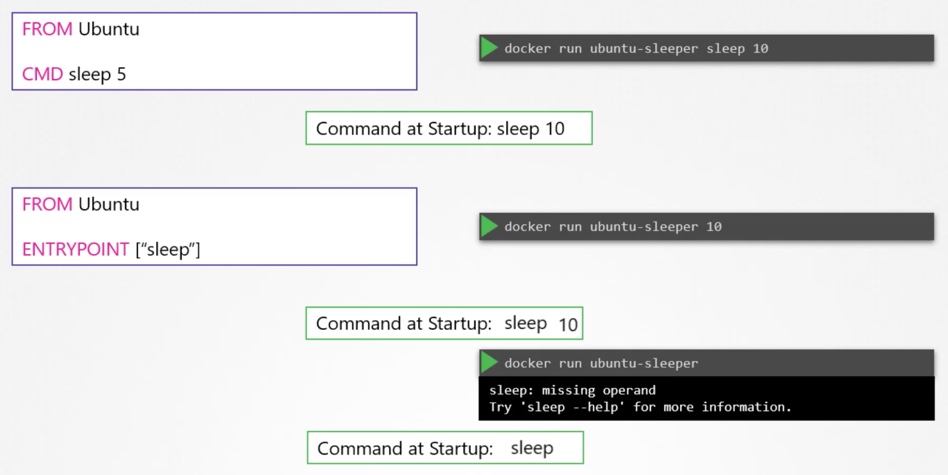 FROM Ubuntu
CMD sleep 5
docker run ubuntu-sleeper sleep 10
Command at Startup: sleep 10
FROM Ubuntu
ENTRYPOINT [“sleep”]
docker run ubuntu-sleeper 10
Command at Startup: sleep 10
docker run ubuntu-sleeper
sleep: missing operand
Try 'sleep --help' for more information.
Command at Startup: sleep